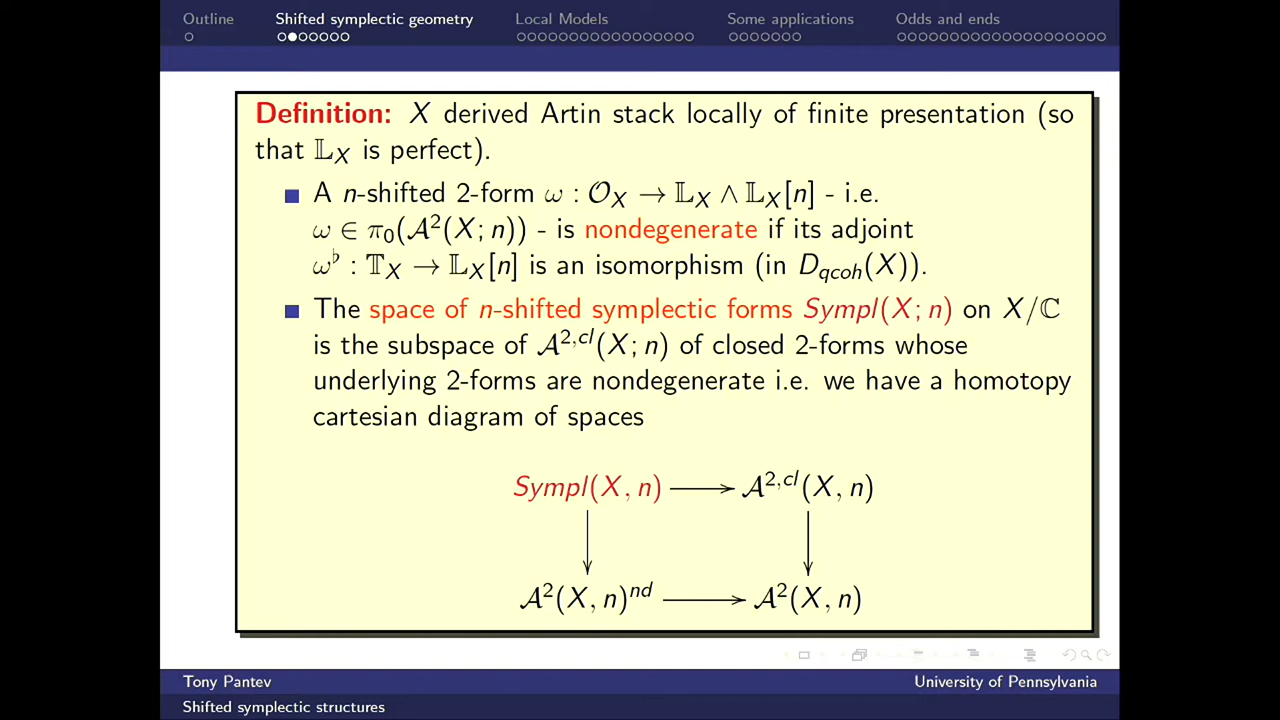 Outline Shifted symplectic geometry Local Models Some applications Odds and ends
Definition: X derived Artin stack locally of finite presentation (so
that 𝕃_X is perfect).
A n-shifted 2-form ω : 𝒪_X → 𝕃_X ∧ 𝕃_X[n] - i.e.
ω ∈ π₀(𝒜²(X; n)) - is nondegenerate if its adjoint
ω^♭ : 𝕋_X → 𝕃_X[n] is an isomorphism (in D_qcoh(X)).
The space of n-shifted symplectic forms Sympl(X; n) on X/ℂ
is the subspace of 𝒜^{2,cl}(X; n) of closed 2-forms whose
underlying 2-forms are nondegenerate i.e. we have a homotopy
cartesian diagram of spaces
Sympl(X, n) → 𝒜^{2,cl}(X, n)
↓ ↓
𝒜²(X, n)^{nd} → 𝒜²(X, n)
Tony Pantev University of Pennsylvania
Shifted symplectic structures